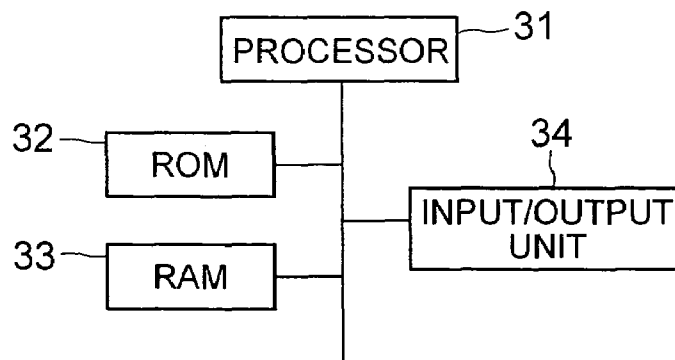 PROCESSOR
31
32
ROM
34
INPUT/OUTPUT
UNIT
33
RAM